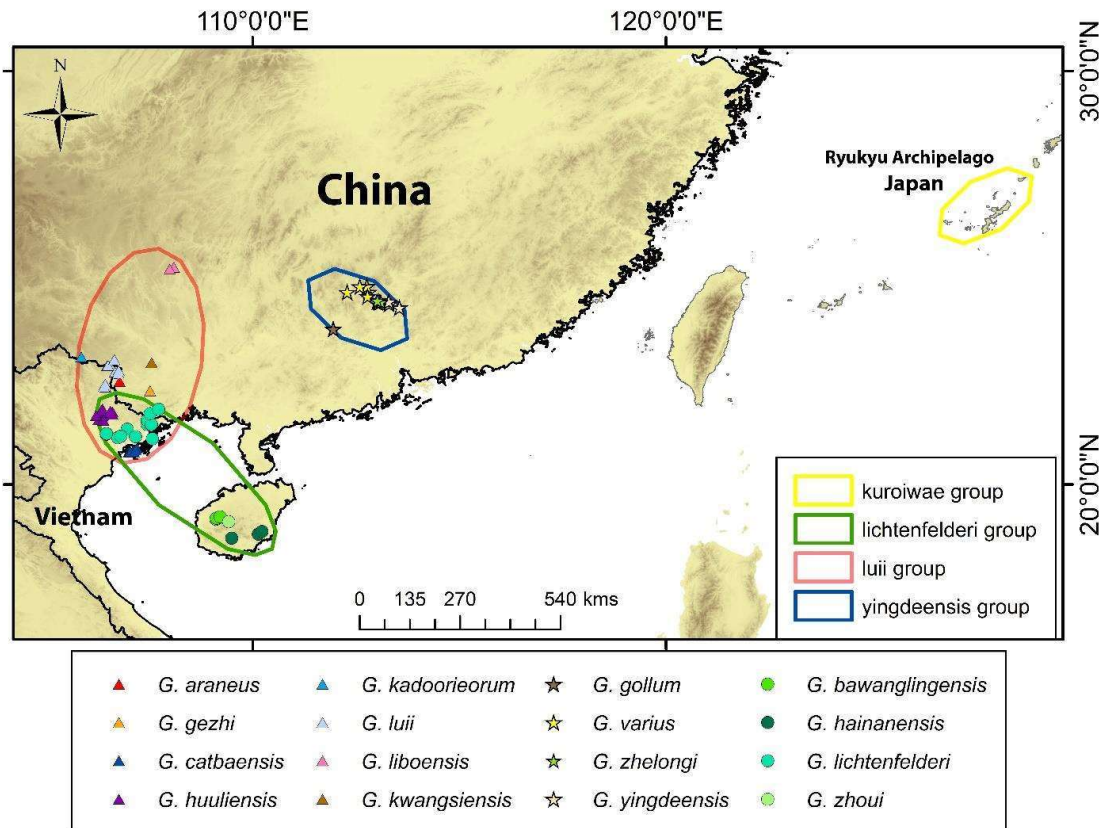 110°0'0"E 120°0'0"E
N
30°0'0"N
Ryukyu Archipelago
Japan
China
20°0'0"N
Vietnam
0 135 270 540 kms
kuroiwae group
lichtenfelderi group
luii group
yingdeensis group
G. araneus G. kadoorieorum G. gollum G. bawanglingensis
G. gezhi G. luii G. varius G. hainanensis
G. catbaensis G. liboensis G. zhelongi G. lichtenfelderi
G. huuliensis G. kwangsiensis G. yingdeensis G. zhoui